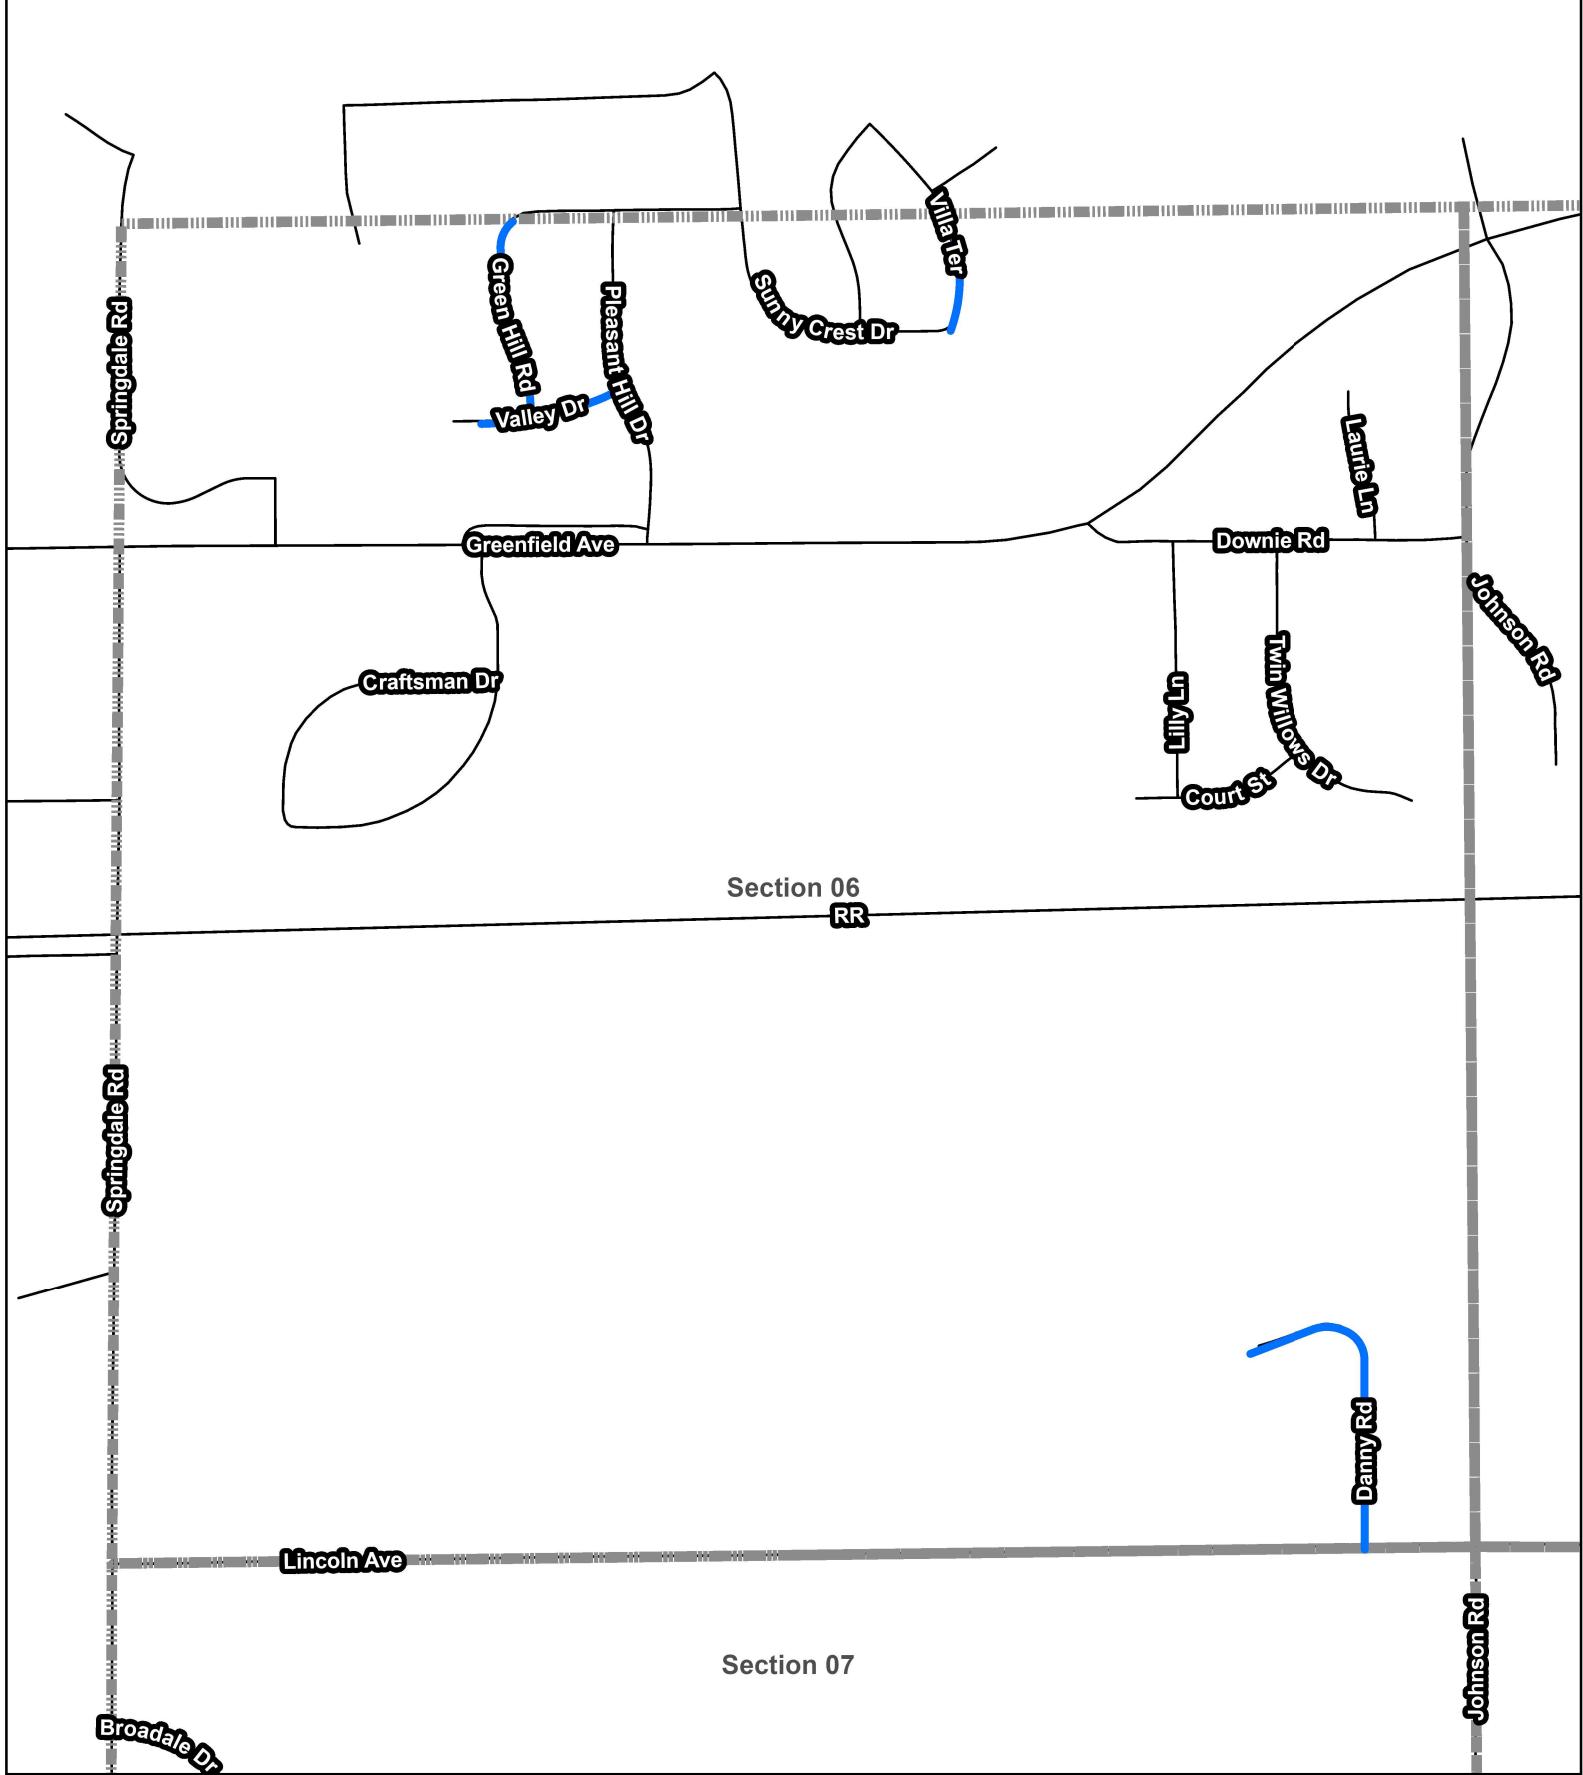 Villa Ter
Green Hill Rd
Pleasant Hill Dr
Sunny Crest Dr
Springdale Rd
Valley Dr
Laurie Ln
Greenfield Ave
Downie Rd
Johnson Rd
Craftsman Dr
Lilly Ln
Twin Willows Dr
Court St
Section 06
RR
Springdale Rd
Danny Rd
Lincoln Ave
Johnson Rd
Section 07
Broadale Dr